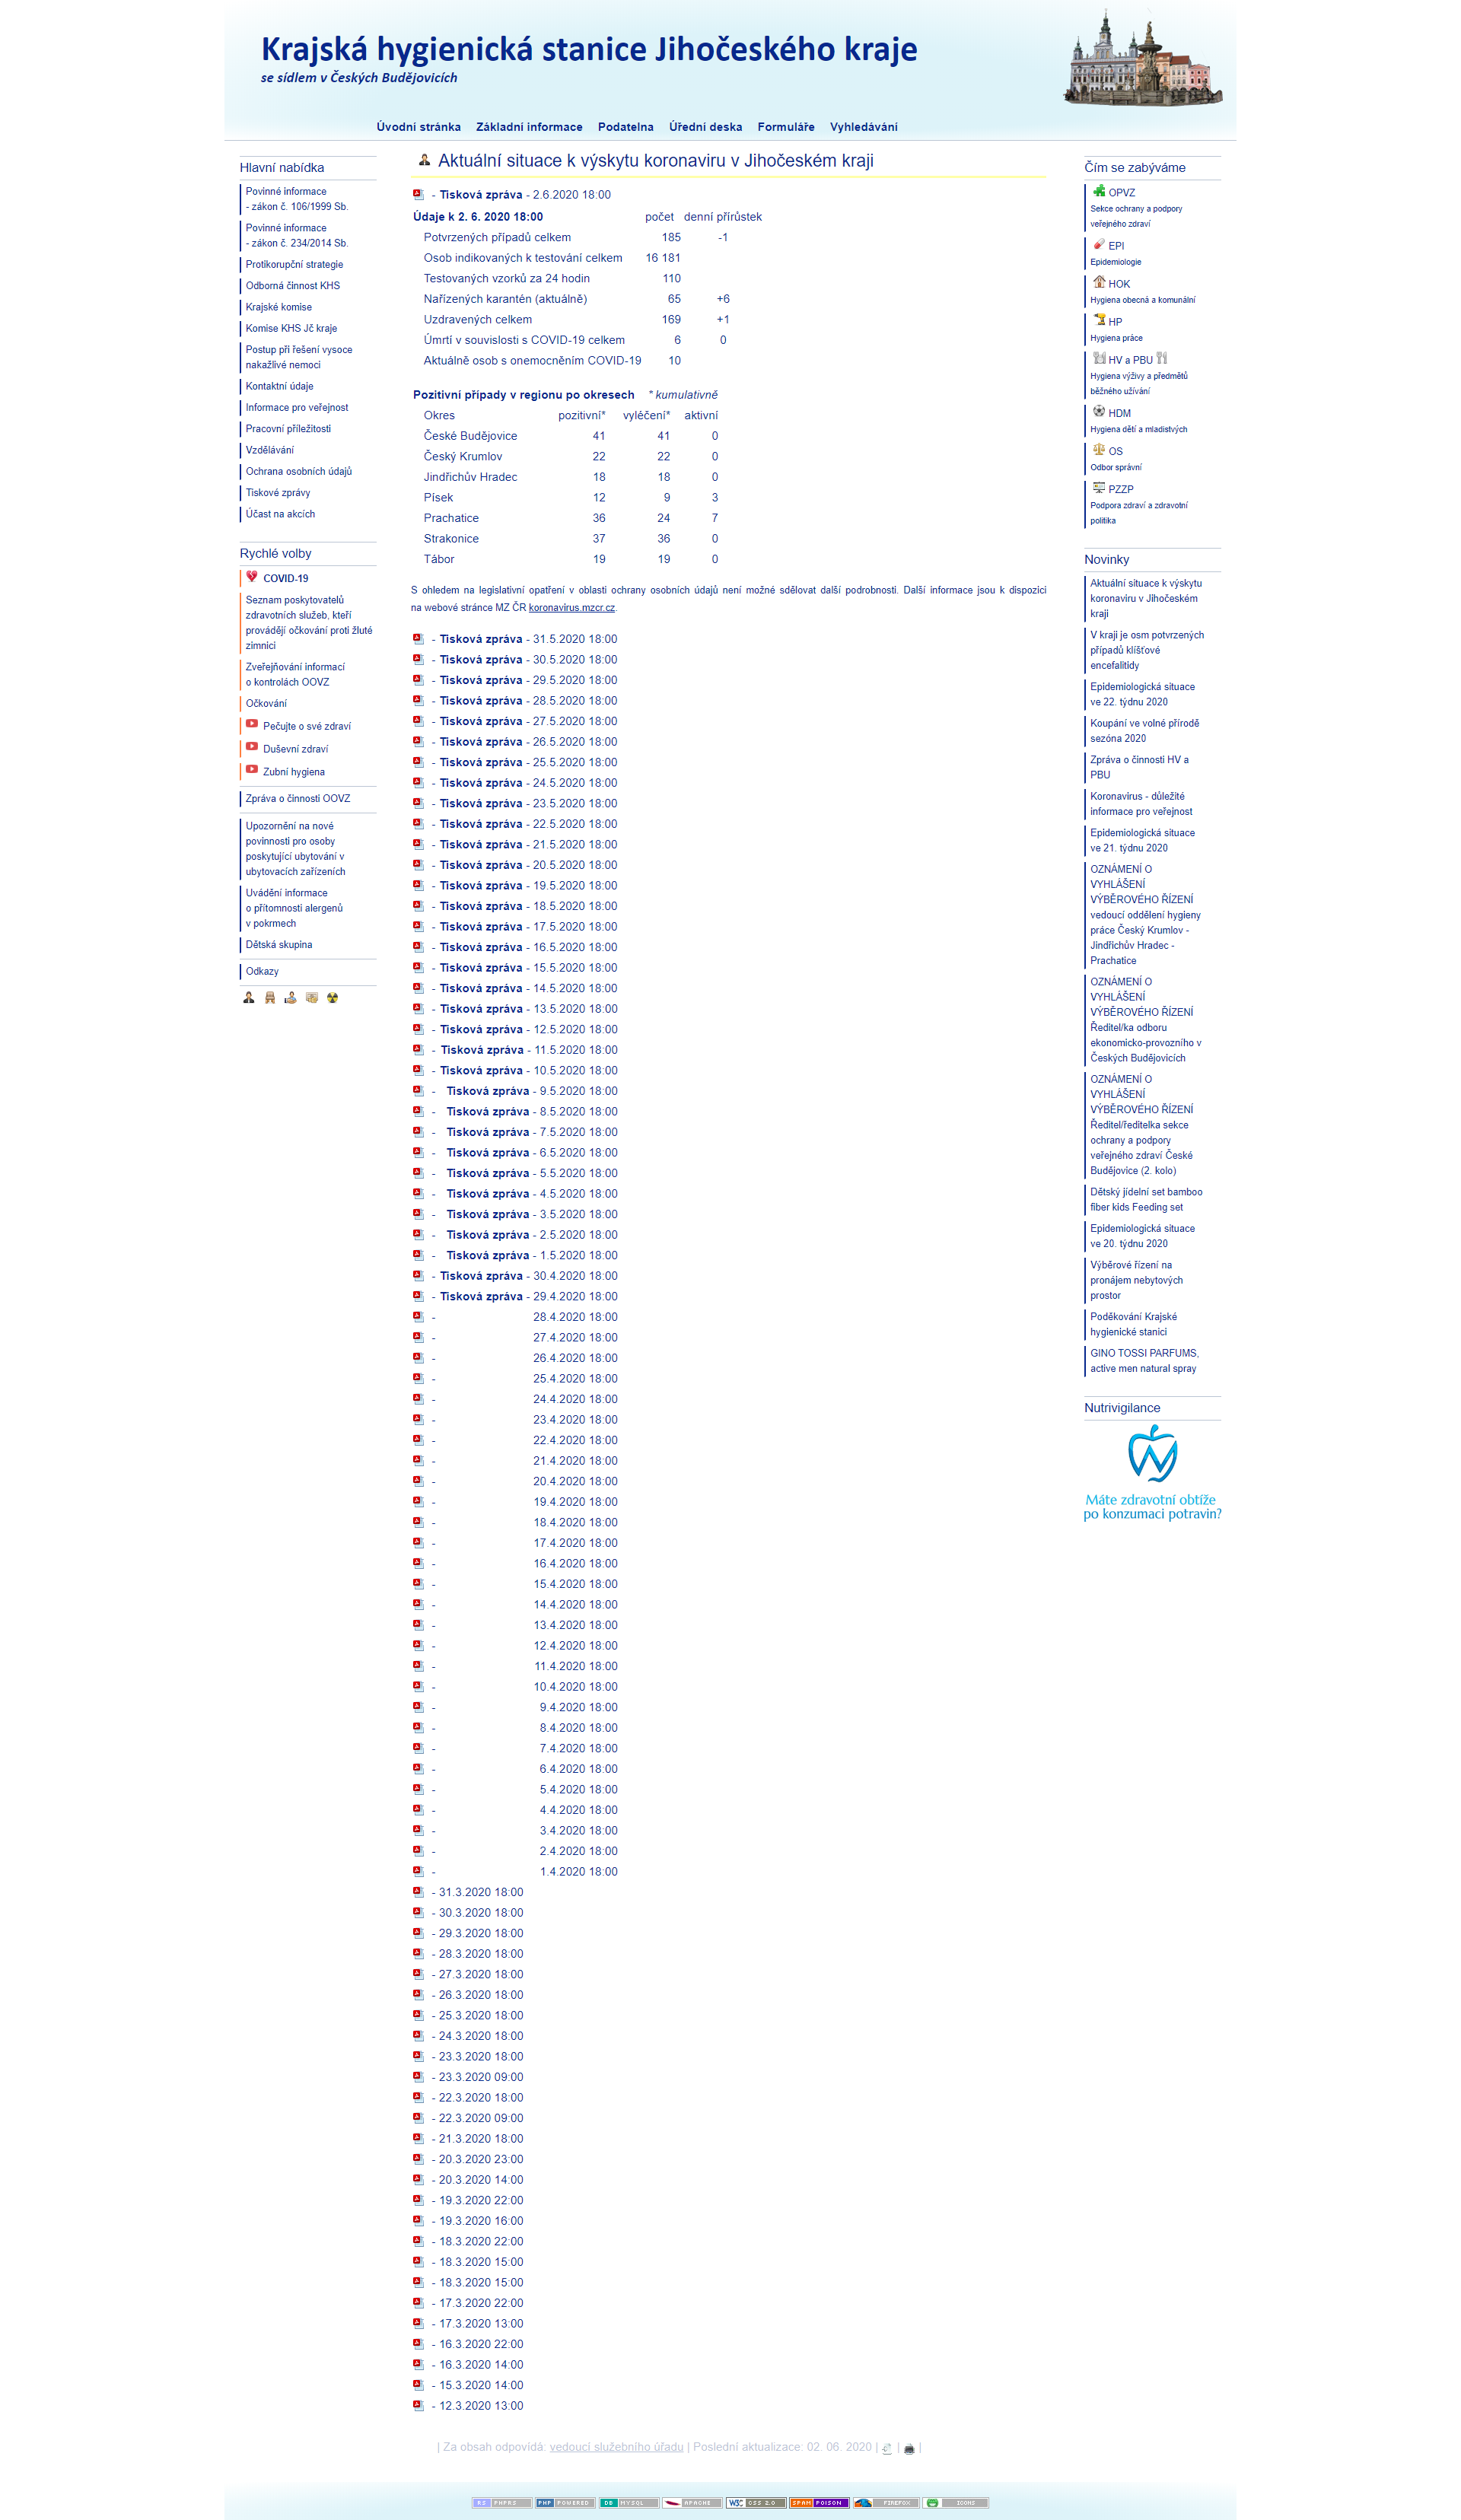 Krajská hygienická stanice Jihočeského kraje
se sídlem v Českých Budějovicích
Úvodní stránka Základní informace Podatelna Úřední deska Formuláře Vyhledávání
Hlavní nabídka
Povinné informace
- zákon č. 106/1999 Sb.
Povinné informace
- zákon č. 234/2014 Sb.
Protikorupční strategie
Odborná činnost KHS
Krajské komise
Komise KHS Jč kraje
Postup při řešení vysoce
nakažlivé nemoci
Kontaktní údaje
Informace pro veřejnost
Pracovní příležitosti
Vzdělávání
Ochrana osobních údajů
Tiskové zprávy
Účast na akcích
Rychlé volby
COVID-19
Seznam poskytovatelů
zdravotních služeb, kteří
provádějí očkování proti žluté
zimnici
Zveřejňování informací
o kontrolách OOVZ
Očkování
Pečujte o své zdraví
Duševní zdraví
Zubní hygiena
Zpráva o činnosti OOVZ
Upozornění na nové
povinnosti pro osoby
poskytující ubytování v
ubytovacích zařízeních
Uvádění informace
o přítomnosti alergenů
v pokrmech
Dětská skupina
Odkazy
Aktuální situace k výskytu koronaviru v Jihočeském kraji
- Tisková zpráva - 2.6.2020 18:00
Údaje k 2. 6. 2020 18:00 počet denní přírůstek
Potvrzených případů celkem 185 -1
Osob indikovaných k testování celkem 16 181
Testovaných vzorků za 24 hodin 110
Nařízených karantén (aktuálně) 65 +6
Uzdravených celkem 169 +1
Úmrtí v souvislosti s COVID-19 celkem 6 0
Aktuálně osob s onemocněním COVID-19 10
Pozitivní případy v regionu po okresech * kumulativně
Okres pozitivní* vyléčení* aktivní
České Budějovice 41 41 0
Český Krumlov 22 22 0
Jindřichův Hradec 18 18 0
Písek 12 9 3
Prachatice 36 24 7
Strakonice 37 36 0
Tábor 19 19 0
S ohledem na legislativní opatření v oblasti ochrany osobních údajů není možné sdělovat další podrobnosti. Další informace jsou k dispozici
na webové stránce MZ ČR koronavirus.mzcr.cz.
- Tisková zpráva - 31.5.2020 18:00
- Tisková zpráva - 30.5.2020 18:00
- Tisková zpráva - 29.5.2020 18:00
- Tisková zpráva - 28.5.2020 18:00
- Tisková zpráva - 27.5.2020 18:00
- Tisková zpráva - 26.5.2020 18:00
- Tisková zpráva - 25.5.2020 18:00
- Tisková zpráva - 24.5.2020 18:00
- Tisková zpráva - 23.5.2020 18:00
- Tisková zpráva - 22.5.2020 18:00
- Tisková zpráva - 21.5.2020 18:00
- Tisková zpráva - 20.5.2020 18:00
- Tisková zpráva - 19.5.2020 18:00
- Tisková zpráva - 18.5.2020 18:00
- Tisková zpráva - 17.5.2020 18:00
- Tisková zpráva - 16.5.2020 18:00
- Tisková zpráva - 15.5.2020 18:00
- Tisková zpráva - 14.5.2020 18:00
- Tisková zpráva - 13.5.2020 18:00
- Tisková zpráva - 12.5.2020 18:00
- Tisková zpráva - 11.5.2020 18:00
- Tisková zpráva - 10.5.2020 18:00
- Tisková zpráva - 9.5.2020 18:00
- Tisková zpráva - 8.5.2020 18:00
- Tisková zpráva - 7.5.2020 18:00
- Tisková zpráva - 6.5.2020 18:00
- Tisková zpráva - 5.5.2020 18:00
- Tisková zpráva - 4.5.2020 18:00
- Tisková zpráva - 3.5.2020 18:00
- Tisková zpráva - 2.5.2020 18:00
- Tisková zpráva - 1.5.2020 18:00
- Tisková zpráva - 30.4.2020 18:00
- Tisková zpráva - 29.4.2020 18:00
- 28.4.2020 18:00
- 27.4.2020 18:00
- 26.4.2020 18:00
- 25.4.2020 18:00
- 24.4.2020 18:00
- 23.4.2020 18:00
- 22.4.2020 18:00
- 21.4.2020 18:00
- 20.4.2020 18:00
- 19.4.2020 18:00
- 18.4.2020 18:00
- 17.4.2020 18:00
- 16.4.2020 18:00
- 15.4.2020 18:00
- 14.4.2020 18:00
- 13.4.2020 18:00
- 12.4.2020 18:00
- 11.4.2020 18:00
- 10.4.2020 18:00
- 9.4.2020 18:00
- 8.4.2020 18:00
- 7.4.2020 18:00
- 6.4.2020 18:00
- 5.4.2020 18:00
- 4.4.2020 18:00
- 3.4.2020 18:00
- 2.4.2020 18:00
- 1.4.2020 18:00
- 31.3.2020 18:00
- 30.3.2020 18:00
- 29.3.2020 18:00
- 28.3.2020 18:00
- 27.3.2020 18:00
- 26.3.2020 18:00
- 25.3.2020 18:00
- 24.3.2020 18:00
- 23.3.2020 18:00
- 23.3.2020 09:00
- 22.3.2020 18:00
- 22.3.2020 09:00
- 21.3.2020 18:00
- 20.3.2020 23:00
- 20.3.2020 14:00
- 19.3.2020 22:00
- 19.3.2020 16:00
- 18.3.2020 22:00
- 18.3.2020 15:00
- 18.3.2020 15:00
- 17.3.2020 22:00
- 17.3.2020 13:00
- 16.3.2020 22:00
- 16.3.2020 14:00
- 15.3.2020 14:00
- 12.3.2020 13:00
| Za obsah odpovídá: vedoucí služebního úřadu | Poslední aktualizace: 02. 06. 2020 | | |
Čím se zabýváme
OPVZ
Sekce ochrany a podpory
veřejného zdraví
EPI
Epidemiologie
HOK
Hygiena obecná a komunální
HP
Hygiena práce
HV a PBU
Hygiena výživy a předmětů
běžného užívání
HDM
Hygiena dětí a mladistvých
OS
Odbor správní
PZZP
Podpora zdraví a zdravotní
politika
Novinky
Aktuální situace k výskytu
koronaviru v Jihočeském
kraji
V kraji je osm potvrzených
případů klíšťové
encefalitidy
Epidemiologická situace
ve 22. týdnu 2020
Koupání ve volné přírodě
sezóna 2020
Zpráva o činnosti HV a
PBU
Koronavirus - důležité
informace pro veřejnost
Epidemiologická situace
ve 21. týdnu 2020
OZNÁMENÍ O
VYHLÁŠENÍ
VÝBĚROVÉHO ŘÍZENÍ
vedoucí oddělení hygieny
práce Český Krumlov -
Jindřichův Hradec -
Prachatice
OZNÁMENÍ O
VYHLÁŠENÍ
VÝBĚROVÉHO ŘÍZENÍ
Ředitel/ka odboru
ekonomicko-provozního v
Českých Budějovicích
OZNÁMENÍ O
VYHLÁŠENÍ
VÝBĚROVÉHO ŘÍZENÍ
Ředitel/ředitelka sekce
ochrany a podpory
veřejného zdraví České
Budějovice (2. kolo)
Dětský jídelní set bamboo
fiber kids Feeding set
Epidemiologická situace
ve 20. týdnu 2020
Výběrové řízení na
pronájem nebytových
prostor
Poděkování Krajské
hygienické stanici
GINO TOSSI PARFUMS,
active men natural spray
Nutrivigilance
Máte zdravotní obtíže
po konzumaci potravin?
RS PHPRS PHP POWERED DB MYSQL APACHE W3C CSS 2.0 SPAM POISON FIREFOX ICONS